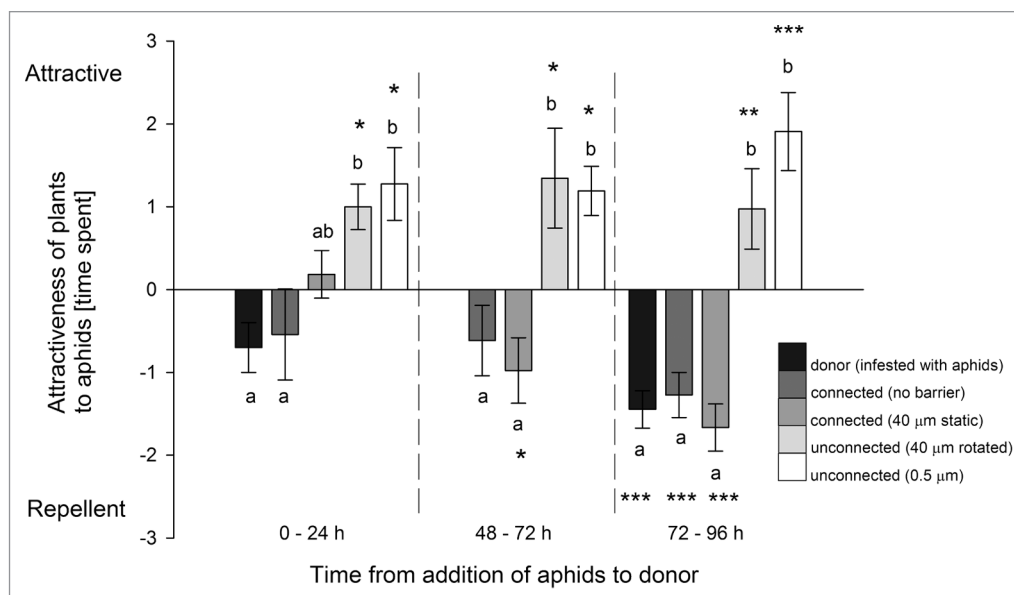 3
Attractive
2
1
0
-1
-2
Repellent
-3
Attractiveness of plants
to aphids [time spent]
a
a
ab
*
b
*
b
0 - 24 h
a
a
*
*
b
*
b
48 - 72 h
a
***
a
***
a
***
**
b
***
b
72 - 96 h
donor (infested with aphids)
connected (no barrier)
connected (40 μm static)
unconnected (40 μm rotated)
unconnected (0.5 μm)
Time from addition of aphids to donor